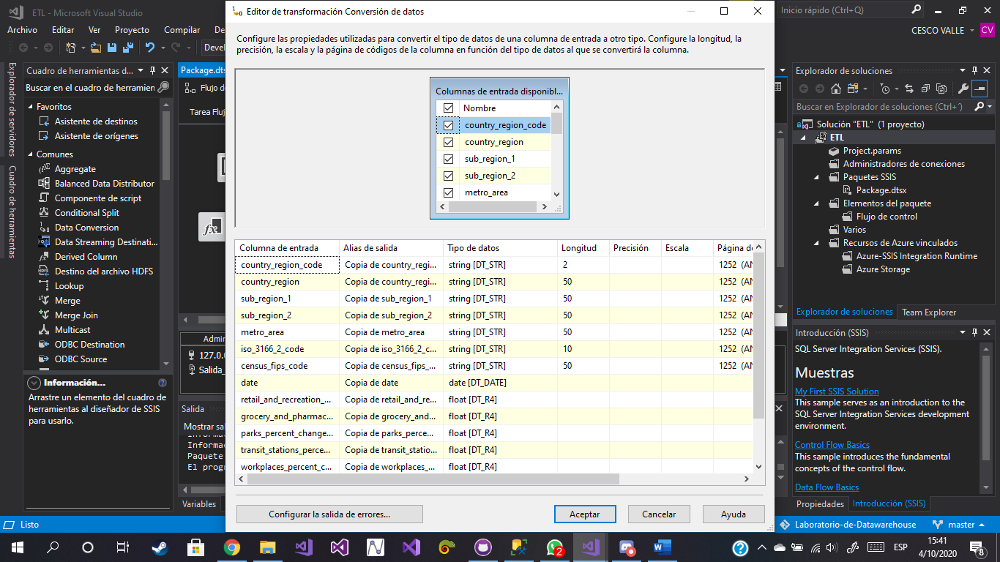 ETL - Microsoft Visual Studio
Inicio rápido (Ctrl+Q)
Archivo Editar Ver Proyecto Compilar De
CESCO VALLE
CV
Devel
Editor de transformación Conversión de datos
Configure las propiedades utilizadas para convertir el tipo de datos de una columna de entrada a otro tipo. Configure la longitud, la
precisión, la escala y la página de códigos de la columna en función del tipo de datos al que se convertirá la columna.
Columnas de entrada disponibl...
Nombre
country_region_code
country_region
sub_region_1
sub_region_2
metro_area
Columna de entrada Alias de salida Tipo de datos Longitud Precisión Escala Página de
country_region_code Copia de country_regi... string [DT_STR] 2 1252 (AN
country_region Copia de country_regi... string [DT_STR] 50 1252 (AN
sub_region_1 Copia de sub_region_1 string [DT_STR] 50 1252 (AN
sub_region_2 Copia de sub_region_2 string [DT_STR] 50 1252 (AN
metro_area Copia de metro_area string [DT_STR] 50 1252 (AN
iso_3166_2_code Copia de iso_3166_2_c... string [DT_STR] 10 1252 (AN
census_fips_code Copia de census_fips_... string [DT_STR] 50 1252 (AN
date Copia de date date [DT_DATE]
retail_and_recreation_... Copia de retail_and_re... float [DT_R4]
grocery_and_pharmac... Copia de grocery_and... float [DT_R4]
parks_percent_change... Copia de parks_perce... float [DT_R4]
transit_stations_perce... Copia de transit_statio... float [DT_R4]
workplaces_percent_c... Copia de workplaces_... float [DT_R4]
Configurar la salida de errores...
Aceptar
Cancelar
Ayuda
Explorador de servidores
Cuadro de herramientas
Cuadro de herramientas d...
Buscar en el cuadro de herramien
Favoritos
Asistente de destinos
Asistente de orígenes
Comunes
Aggregate
Balanced Data Distributor
Componente de script
Conditional Split
Data Conversion
Data Streaming Destinati...
Derived Column
Destino del archivo HDFS
Lookup
Merge
Merge Join
Multicast
ODBC Destination
ODBC Source
Información...
Arrastre un elemento del cuadro de
herramientas al diseñador de SSIS
para usarlo.
Package.dts
Flujo de
Tarea Fluj
fx
Admin
127.0.0
Salida_
Salida
Mostrar sal
Informac
Informac
Paquete
El progr
Variables
Explorador de soluciones
Buscar en Explorador de soluciones (Ctrl+´)
Solución "ETL" (1 proyecto)
ETL
Project.params
Administradores de conexiones
Paquetes SSIS
Package.dtsx
Elementos del paquete
Flujo de control
Varios
Recursos de Azure vinculados
Azure-SSIS Integration Runtime
Azure Storage
Explorador de soluciones Team Explorer
Introducción (SSIS)
SQL Server Integration Services (SSIS).
Muestras
My First SSIS Solution
This sample serves as an introduction to the
SQL Server Integration Services development
environment.
Control Flow Basics
This sample introduces the fundamental
concepts of the control flow.
Data Flow Basics
Propiedades Introducción (SSIS)
Listo
Laboratorio-de-Datawarehouse
master
2
ESP
15:41
4/10/2020
8